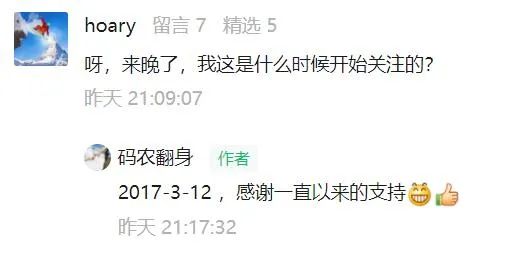 hoary 留言 7 精选 5
呀，来晚了，我这是什么时候开始关注的?
昨天 21:09:07
码农翻身 作者
2017-3-12 ，感谢一直以来的支持😁👍
昨天 21:17:32